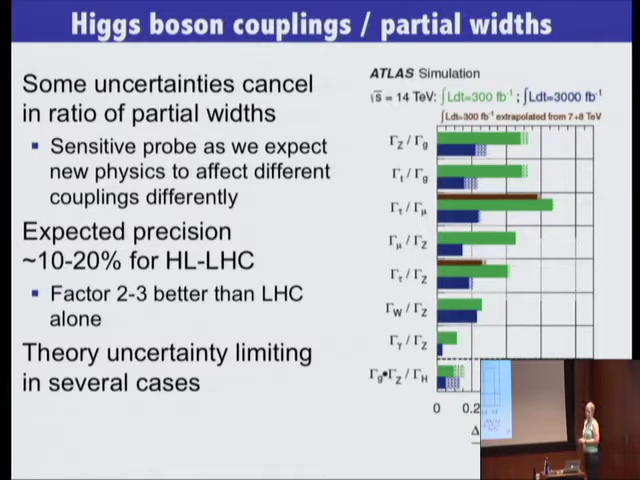 Higgs boson couplings / partial widths
Some uncertainties cancel
in ratio of partial widths
▪ Sensitive probe as we expect
new physics to affect different
couplings differently
Expected precision
~10-20% for HL-LHC
▪ Factor 2-3 better than LHC
alone
Theory uncertainty limiting
in several cases
ATLAS Simulation
√s = 14 TeV: ∫Ldt=300 fb⁻¹ ; ∫Ldt=3000 fb⁻¹
∫Ldt=300 fb⁻¹ extrapolated from 7+8 TeV
Γ_Z / Γ_g
Γ_t / Γ_g
Γ_τ / Γ_μ
Γ_μ / Γ_Z
Γ_τ / Γ_Z
Γ_W / Γ_Z
Γ_γ / Γ_Z
Γ_g•Γ_Z / Γ_H
0 0.2